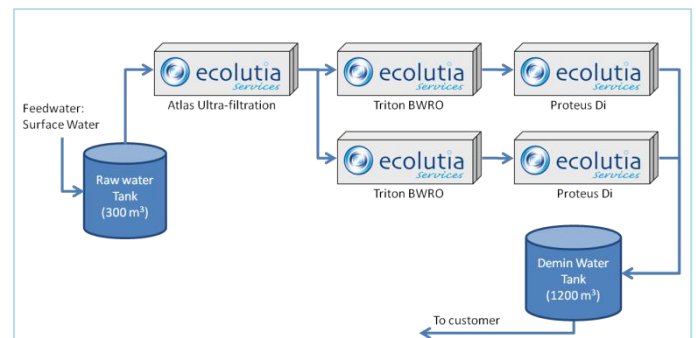 Feedwater:
Surface Water
Raw water
Tank
(300 m³)
ecolutia
Services
Atlas Ultra-filtration
ecolutia
Services
Triton BWRO
ecolutia
Services
Proteus Di
ecolutia
Services
Triton BWRO
ecolutia
Services
Proteus Di
Demin Water
Tank
(1200 m³)
To customer